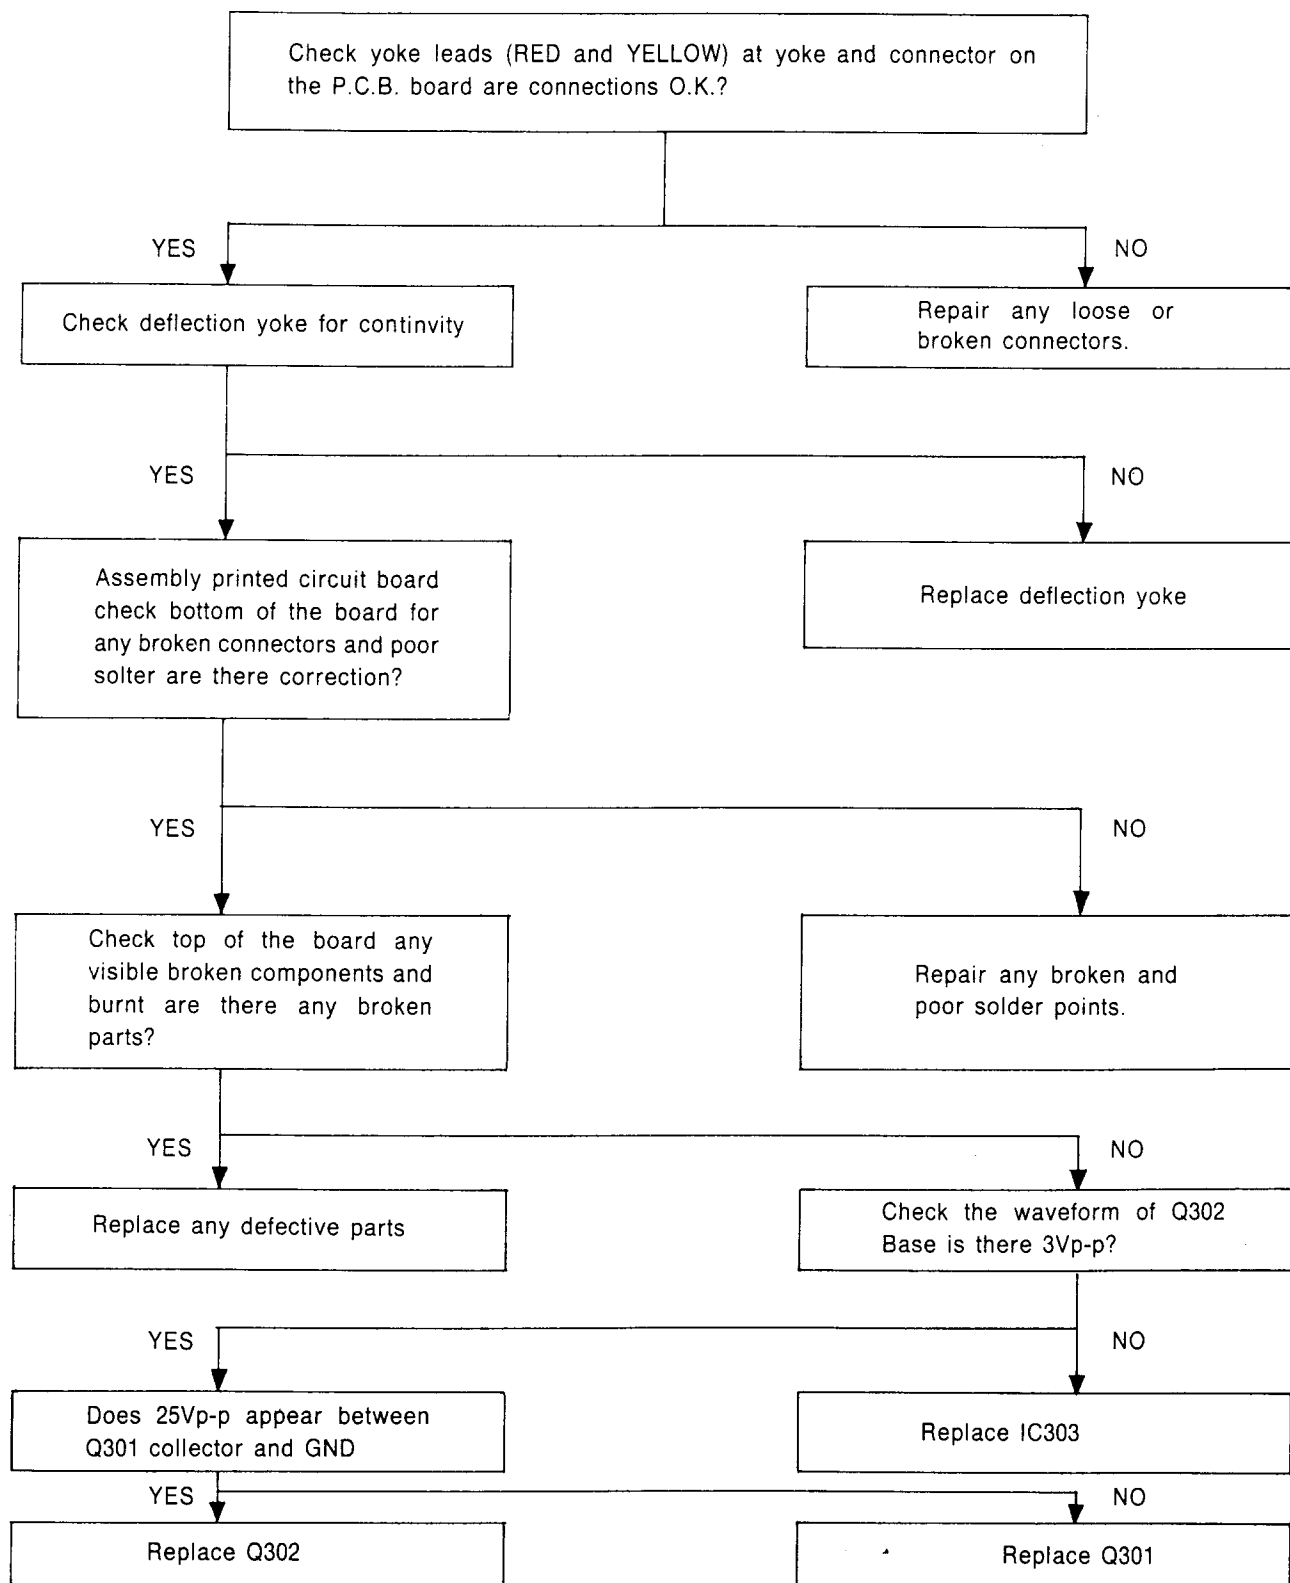 Check yoke leads (RED and YELLOW) at yoke and connector on
the P.C.B. board are connections O.K.?
YES
NO
Check deflection yoke for continvity
Repair any loose or
broken connectors.
YES
NO
Assembly printed circuit board
check bottom of the board for
any broken connectors and poor
solter are there correction?
Replace deflection yoke
YES
NO
Check top of the board any
visible broken components and
burnt are there any broken
parts?
Repair any broken and
poor solder points.
YES
NO
Replace any defective parts
Check the waveform of Q302
Base is there 3Vp-p?
YES
NO
Does 25Vp-p appear between
Q301 collector and GND
Replace IC303
YES
NO
Replace Q302
Replace Q301